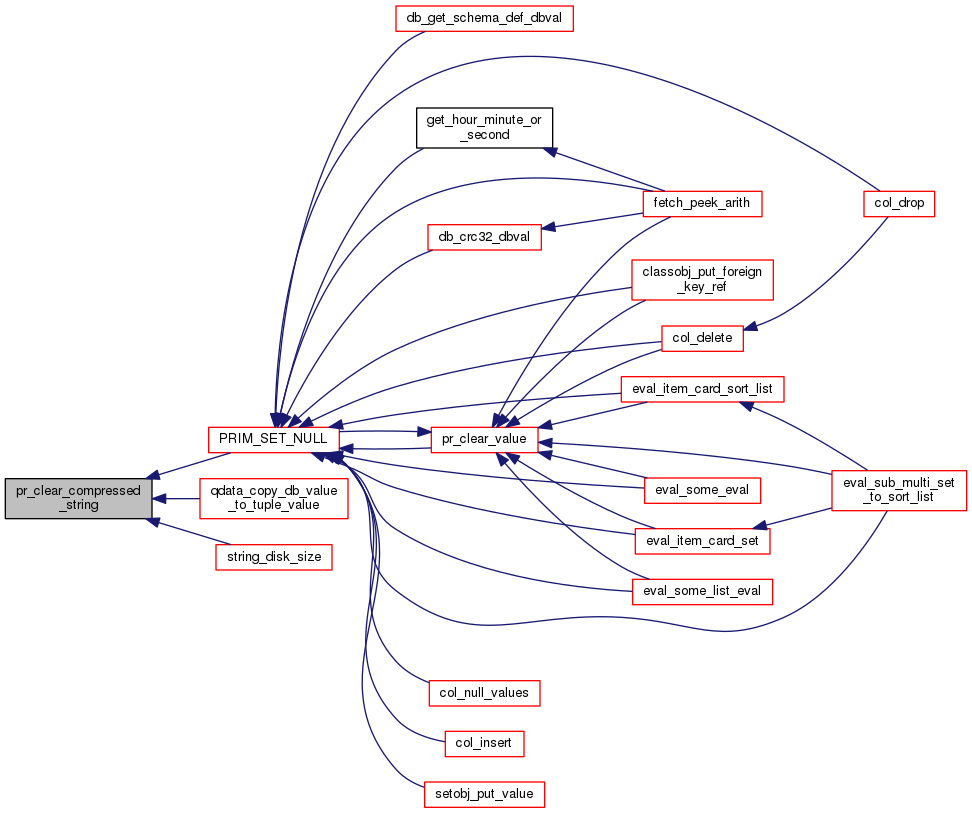 db_get_schema_def_dbval
get_hour_minute_or
_second
fetch_peek_arith
col_drop
db_crc32_dbval
classobj_put_foreign
_key_ref
col_delete
eval_item_card_sort_list
PRIM_SET_NULL
pr_clear_value
pr_clear_compressed
_string
qdata_copy_db_value
_to_tuple_value
eval_some_eval
eval_sub_multi_set
_to_sort_list
string_disk_size
eval_item_card_set
eval_some_list_eval
col_null_values
col_insert
setobj_put_value